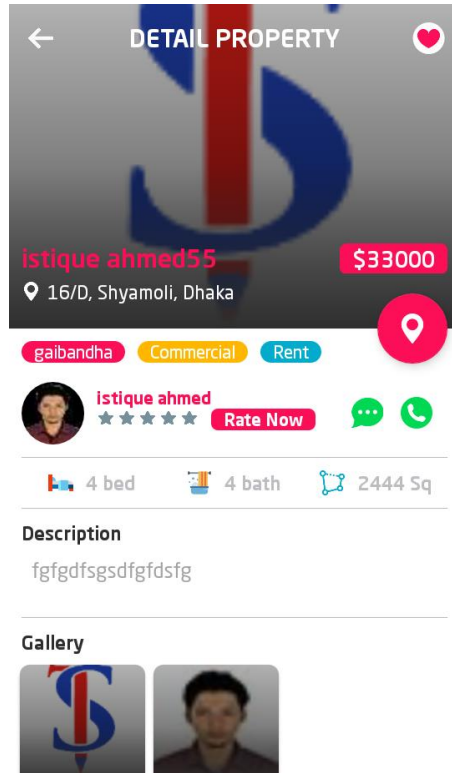 DETAIL PROPERTY
istique ahmed55
$33000
16/D, Shyamoli, Dhaka
gaibandha Commercial Rent
istique ahmed
Rate Now
4 bed 4 bath 2444 Sq
Description
fgfgdfsgsdfgfdsfg
Gallery